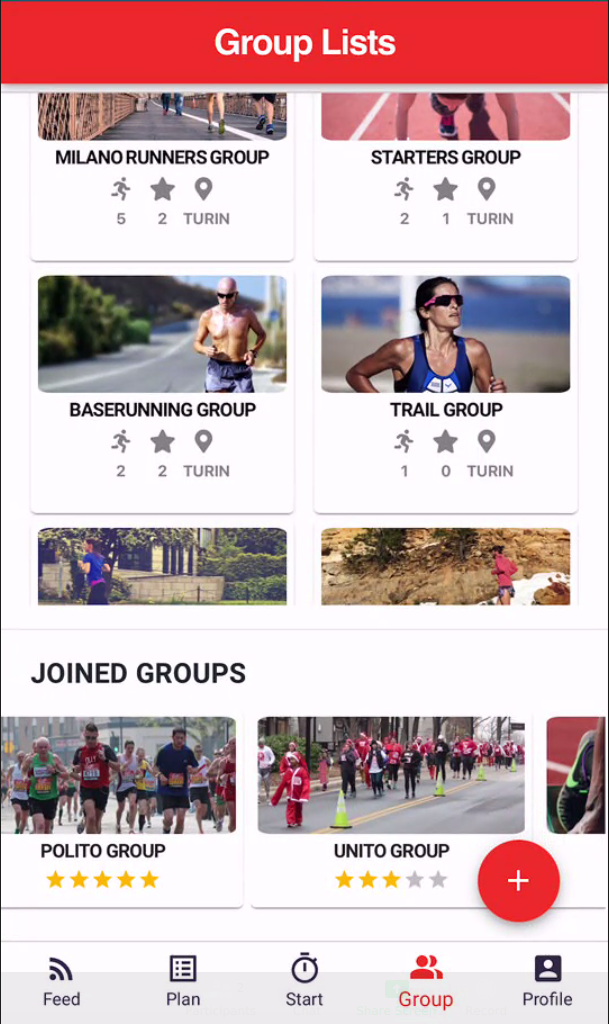 Group Lists
MILANO RUNNERS GROUP STARTERS GROUP
5 2 TURIN 2 1 TURIN
BASERUNNING GROUP TRAIL GROUP
2 2 TURIN 1 0 TURIN
JOINED GROUPS
POLITO GROUP UNITO GROUP
Feed Plan Start Group Profile